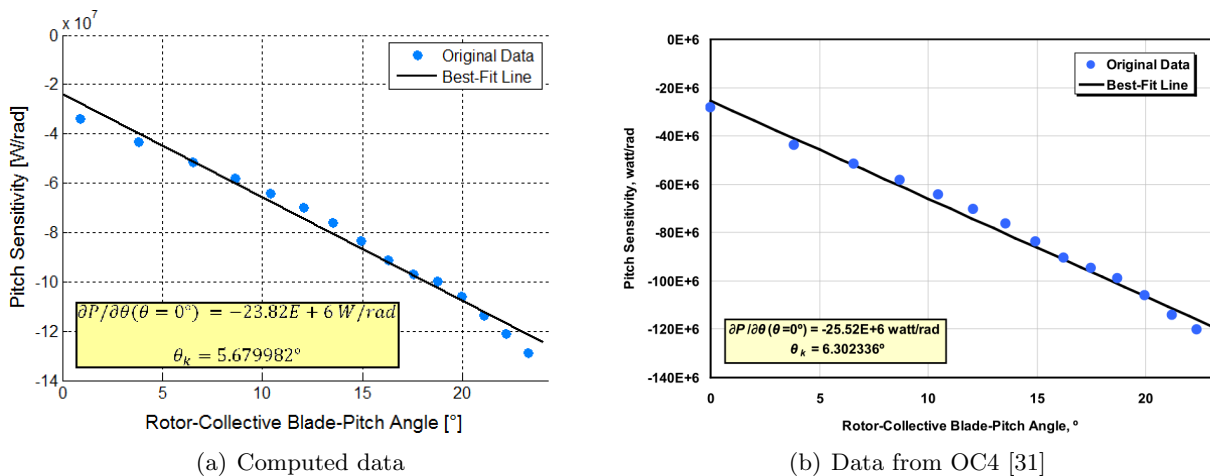 x 10⁷
0
-2
-4
-6
-8
-10
-12
-14
Pitch Sensitivity [W/rad]
Original Data
Best-Fit Line
∂P/∂θ(θ = 0°) = −23.82E + 6 W/rad
θₖ = 5.679982°
0 5 10 15 20
Rotor-Collective Blade-Pitch Angle [°]
(a) Computed data
0E+6
-20E+6
-40E+6
-60E+6
-80E+6
-100E+6
-120E+6
-140E+6
Pitch Sensitivity, watt/rad
Original Data
Best-Fit Line
∂P/∂θ(θ=0º) = -25.52E+6 watt/rad
θₖ = 6.302336º
0 5 10 15 20
Rotor-Collective Blade-Pitch Angle, º
(b) Data from OC4 [31]